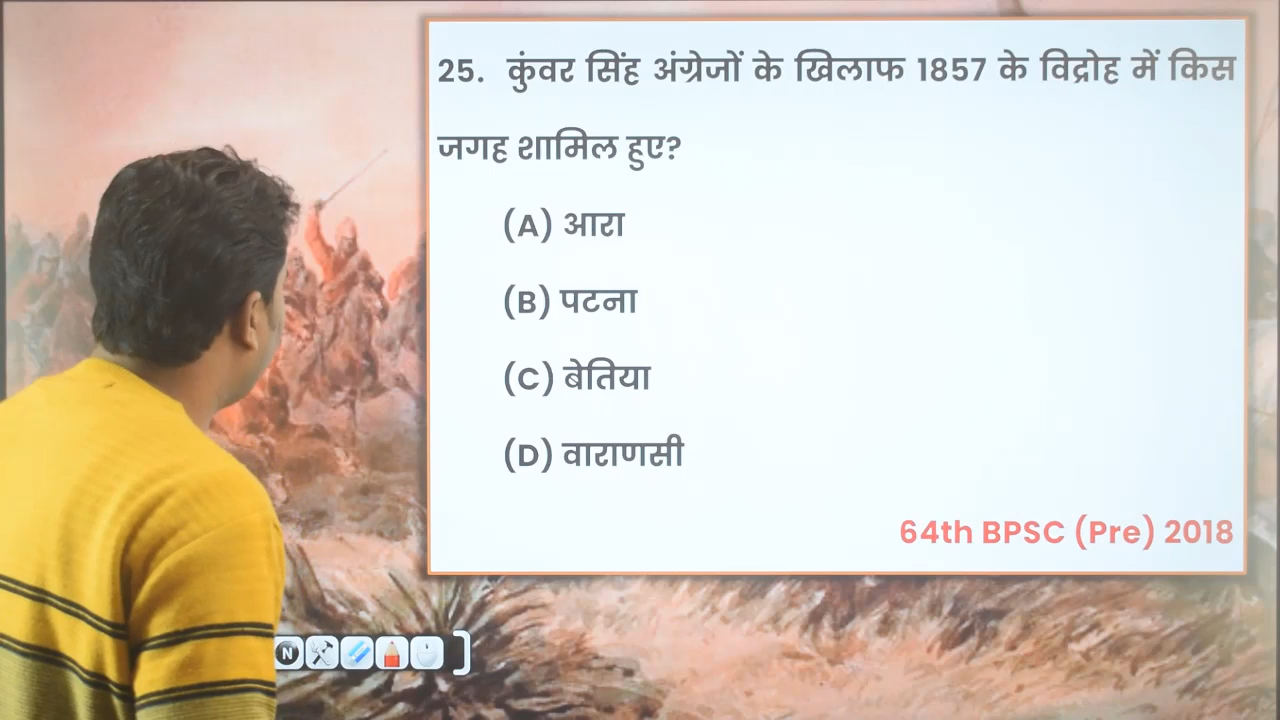 25. कुंवर सिंह अंग्रेजों के खिलाफ 1857 के विद्रोह में किस
जगह शामिल हुए?
(A) आरा
(B) पटना
(C) बेतिया
(D) वाराणसी
64th BPSC (Pre) 2018
N